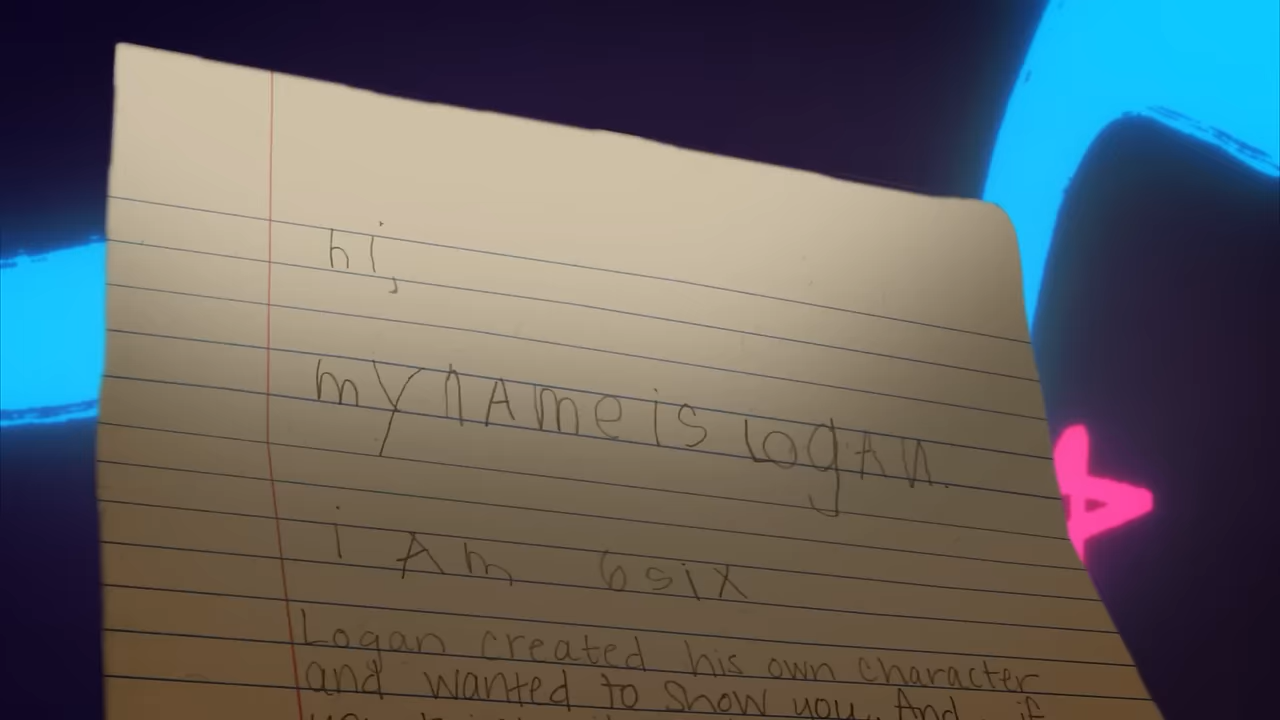 hi,
my nAme is LogAn.
i Am 6six
Logan created his own character
and wanted to show you. And if